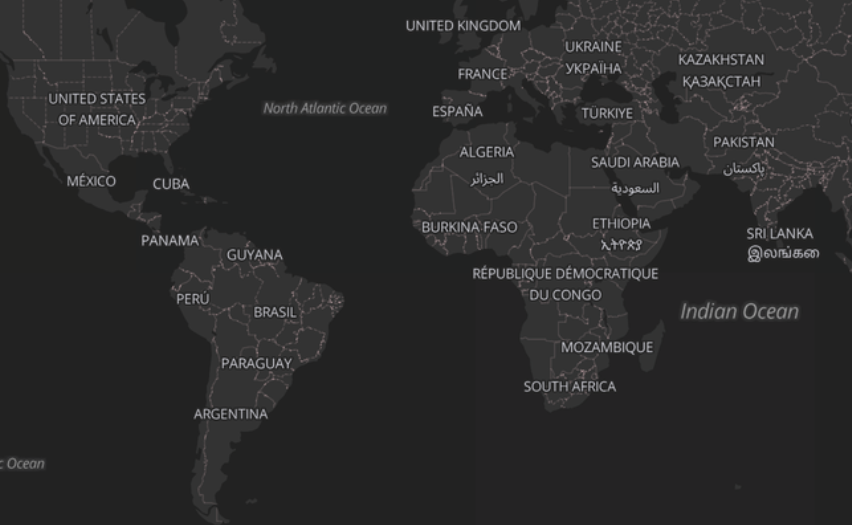 UNITED KINGDOM
UKRAINE
УКРАЇНА
KAZAKHSTAN
ҚАЗАҚСТАН
FRANCE
UNITED STATES
OF AMERICA
North Atlantic Ocean
ESPAÑA
TÜRKIYE
ALGERIA
الجزائر
SAUDI ARABIA
السعودية
PAKISTAN
پاکستان
MÉXICO
CUBA
BURKINA FASO
ETHIOPIA
ኢትዮጵያ
SRI LANKA
இலங்கை
PANAMA
GUYANA
RÉPUBLIQUE DÉMOCRATIQUE
DU CONGO
PERÚ
BRASIL
Indian Ocean
MOZAMBIQUE
PARAGUAY
SOUTH AFRICA
ARGENTINA
c Ocean